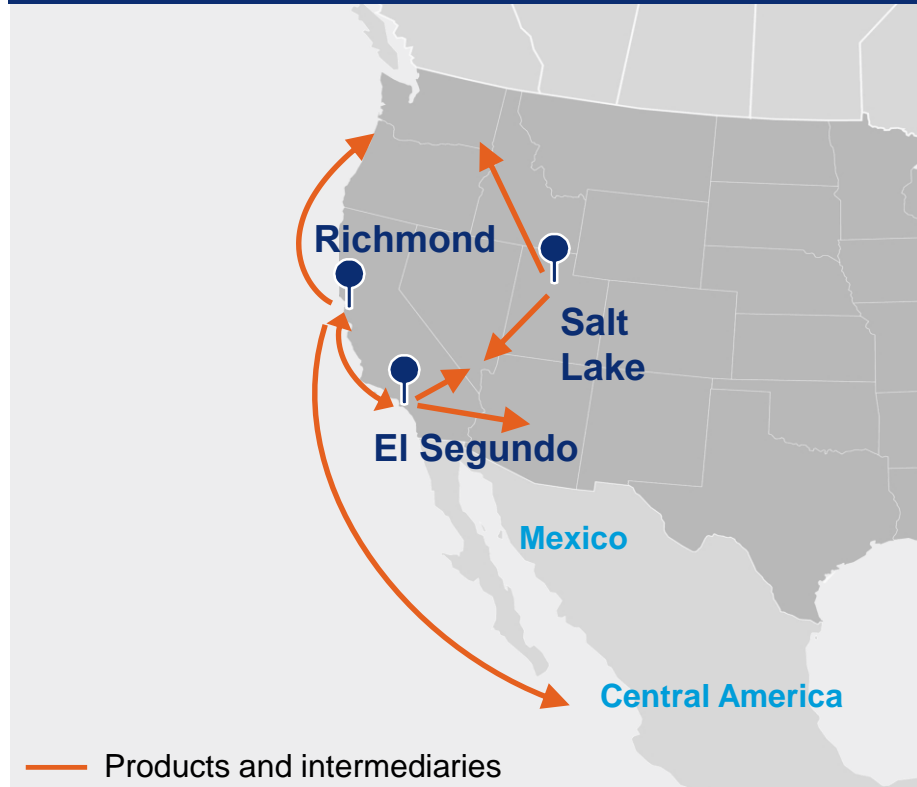 Richmond
Salt
Lake
El Segundo
Mexico
Central America
Products and intermediaries